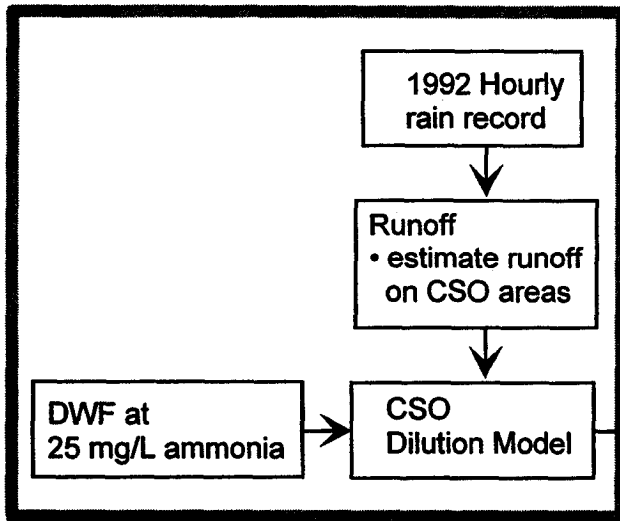 1992 Hourly
rain record
Runoff
• estimate runoff
on CSO areas
DWF at
25 mg/L ammonia
CSO
Dilution Model